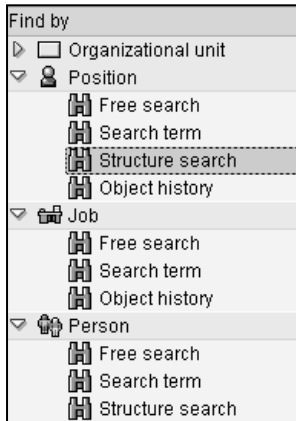 Find by
Organizational unit
Position
Free search
Search term
Structure search
Object history
Job
Free search
Search term
Object history
Person
Free search
Search term
Structure search